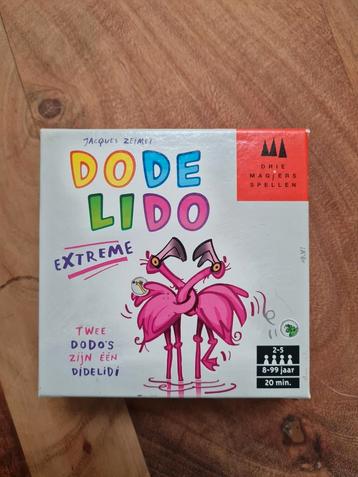 JACQUES ZEIMET
DODE
LIDO
EXTREME
DRIE
MAGIERS
SPELLEN
TWEE
DODO'S
ZIJN ÉÉN
DIDELIDI
2-5
8-99 jaar
20 min.